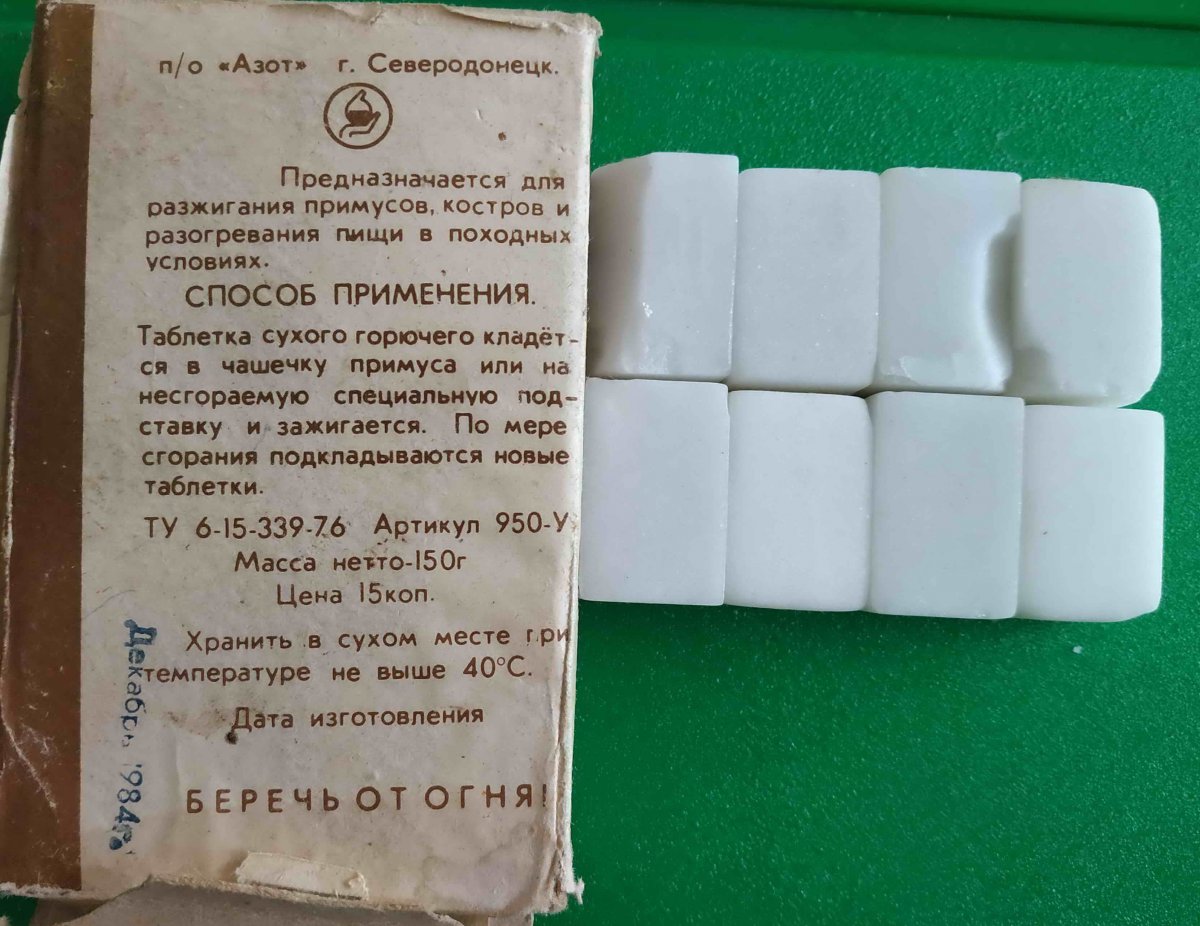 п/о «Азот» г. Северодонецк.
Предназначается для
разжигания примусов, костров и
разогревания пищи в походных
условиях.
СПОСОБ ПРИМЕНЕНИЯ.
Таблетка сухого горючего кладёт-
ся в чашечку примуса или на
несгораемую специальную под-
ставку и зажигается. По мере
сгорания подкладываются новые
таблетки.
ТУ 6-15-339-76 Артикул 950-У
Масса нетто-150г
Цена 15коп.
Хранить в сухом месте при
температуре не выше 40°С.
Дата изготовления
Декабрь 1984г.
БЕРЕЧЬ ОТ ОГНЯ!